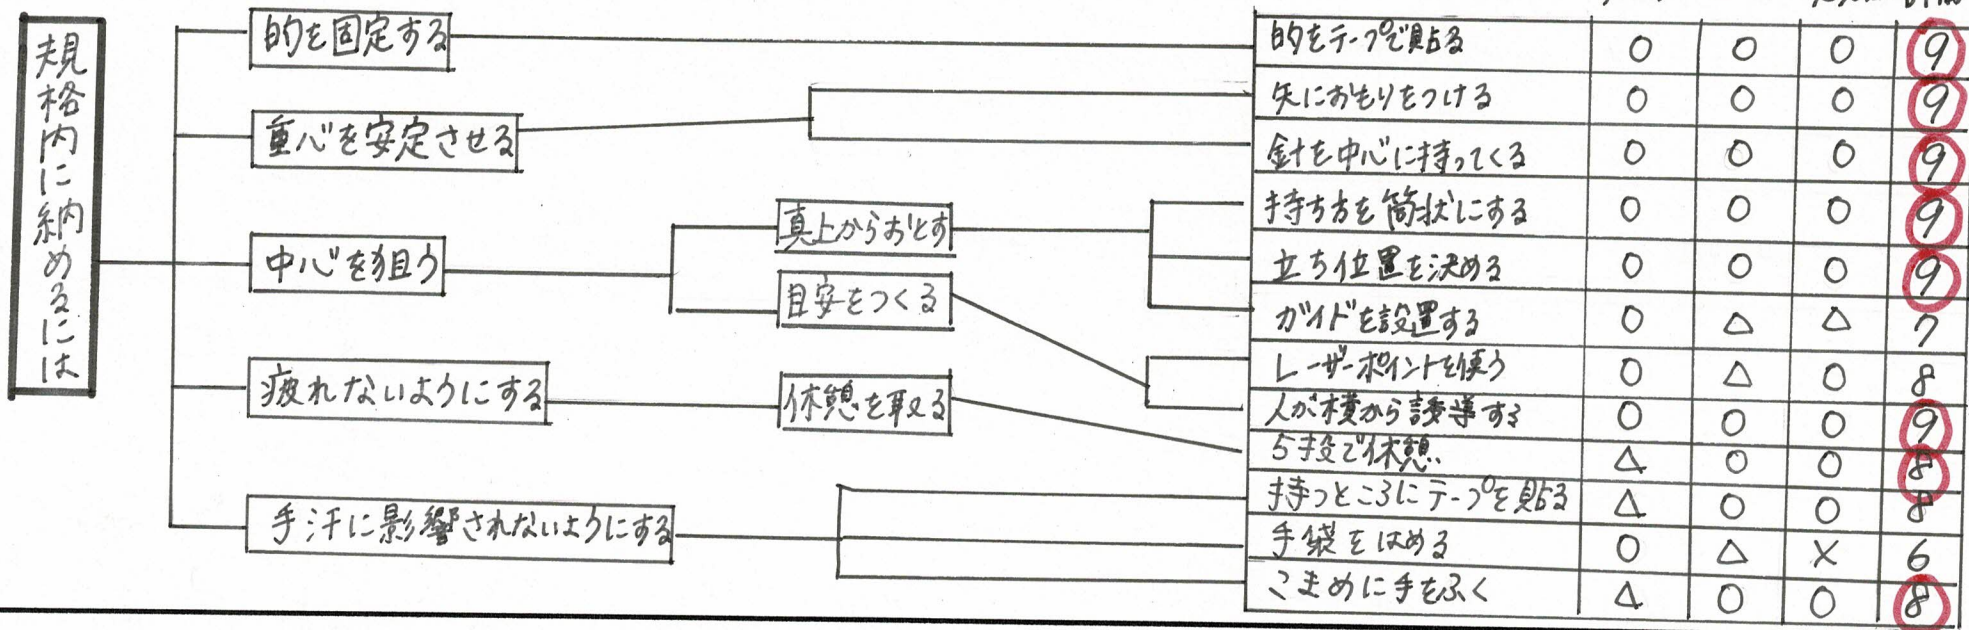 規格内に納めるには
的を固定する
重心を安定させる
中心を狙う
疲れないようにする
手汗に影響されないようにする
真上からおとす
目安をつくる
休憩を取る
的をテープで貼る ○ ○ ○ 9
矢におもりをつける ○ ○ ○ 9
針を中心に持ってくる ○ ○ ○ 9
持ち方を筒状にする ○ ○ ○ 9
立ち位置を決める ○ ○ ○ 9
ガイドを設置する ○ △ △ 7
レーザーポイントを使う ○ △ ○ 8
人が横から誘導する ○ ○ ○ 9
5投で休憩 △ ○ ○ 8
持つところにテープを貼る △ ○ ○ 8
手袋をはめる ○ △ × 6
こまめに手をふく △ ○ ○ 8